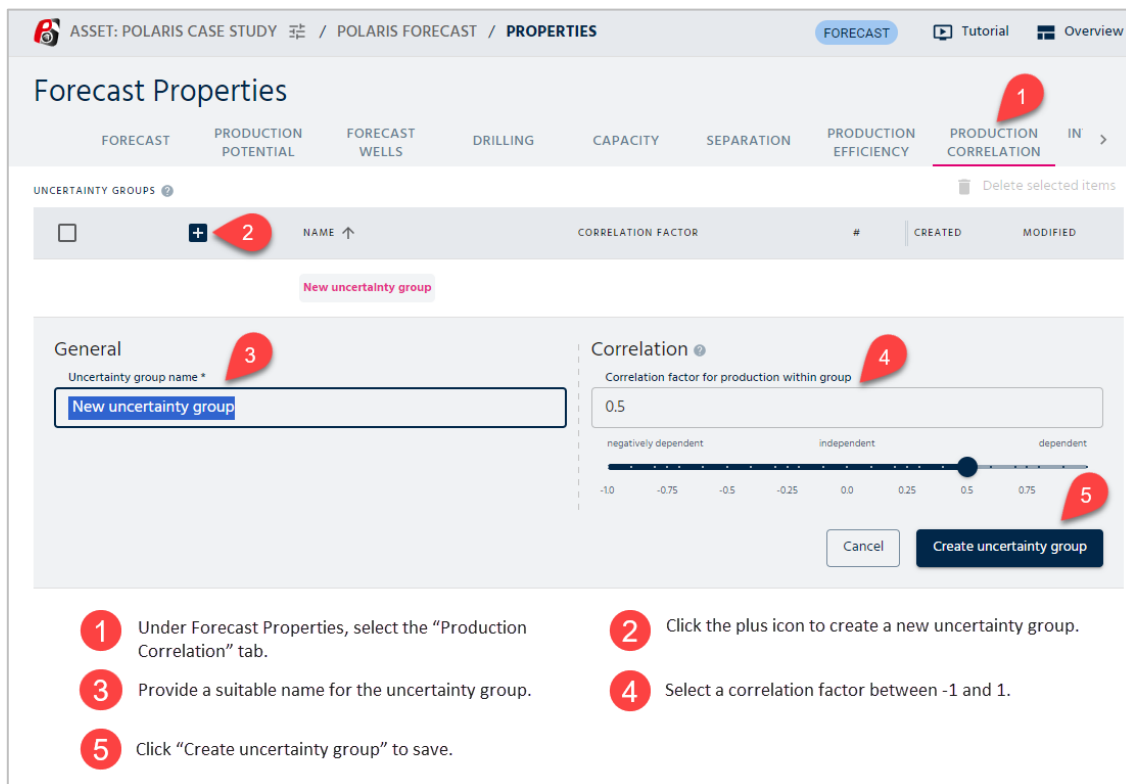 ASSET: POLARIS CASE STUDY / POLARIS FORECAST / PROPERTIES FORECAST Tutorial Overview
Forecast Properties
1
FORECAST PRODUCTION POTENTIAL FORECAST WELLS DRILLING CAPACITY SEPARATION PRODUCTION EFFICIENCY PRODUCTION CORRELATION IN
UNCERTAINTY GROUPS ? Delete selected items
2 NAME CORRELATION FACTOR # CREATED MODIFIED
New uncertainty group
General
3
Uncertainty group name *
New uncertainty group
Correlation ?
4
Correlation factor for production within group
0.5
negatively dependent independent dependent
-1.0 -0.75 -0.5 -0.25 0.0 0.25 0.5 0.75
5
Cancel Create uncertainty group
1 Under Forecast Properties, select the “Production
Correlation” tab.
2 Click the plus icon to create a new uncertainty group.
3 Provide a suitable name for the uncertainty group.
4 Select a correlation factor between -1 and 1.
5 Click “Create uncertainty group” to save.